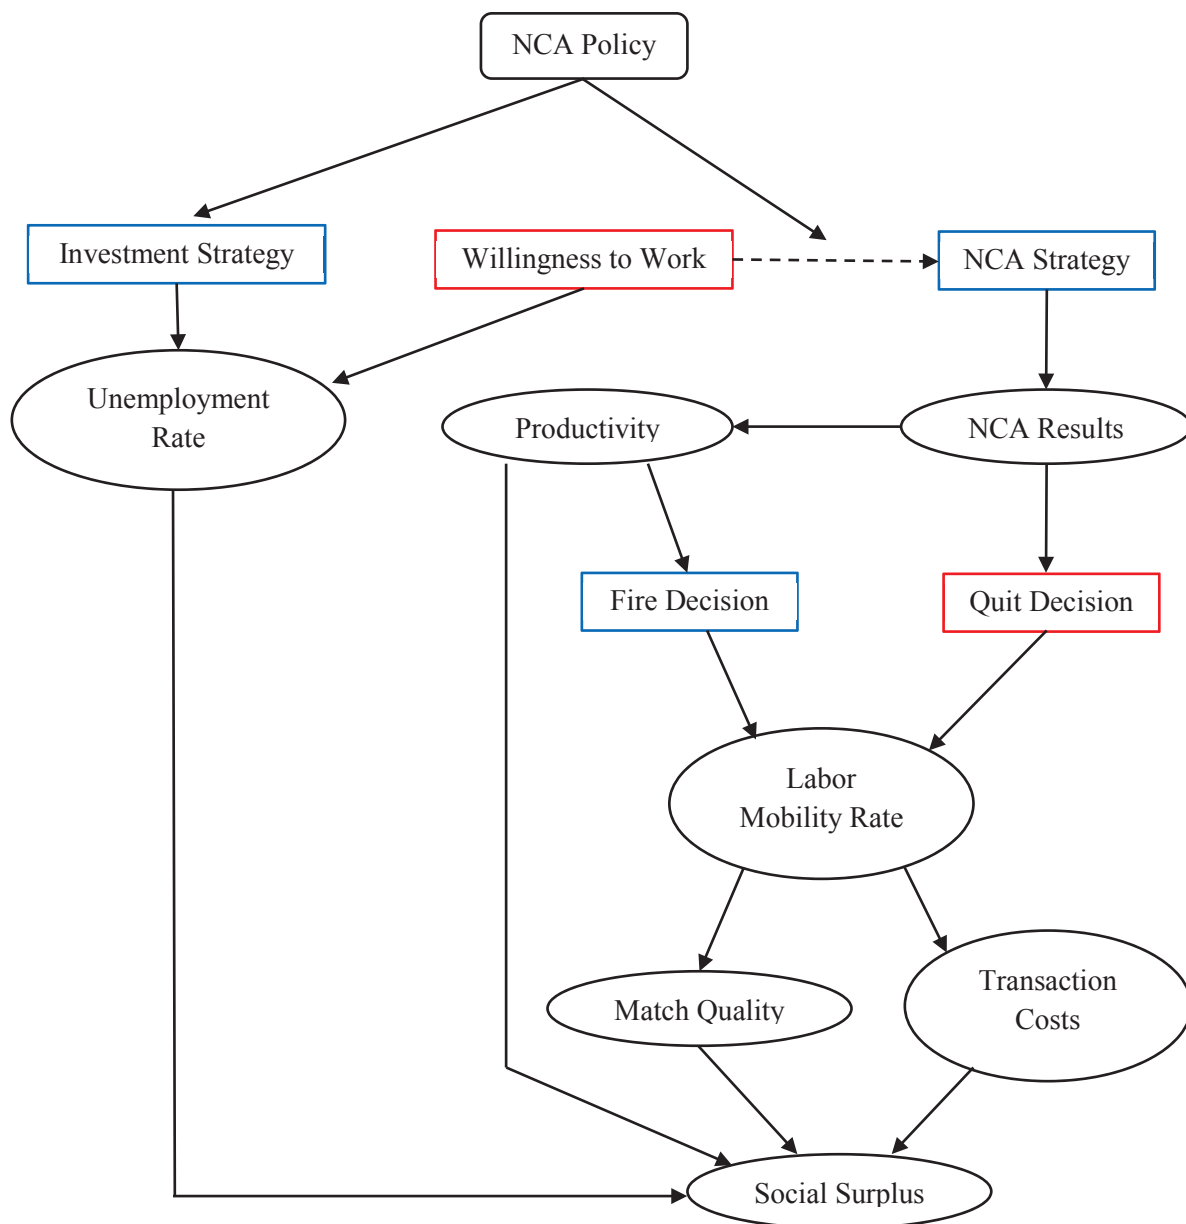 NCA Policy
Investment Strategy
Willingness to Work
NCA Strategy
Unemployment
Rate
Productivity
NCA Results
Fire Decision
Quit Decision
Labor
Mobility Rate
Match Quality
Transaction
Costs
Social Surplus